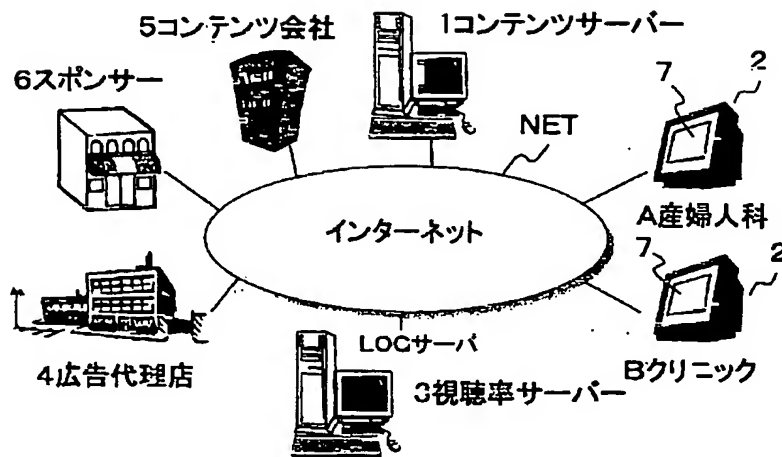 5コンテンツ会社
1コンテンツサーバー
6スポンサー
7
2
NET
A産婦人科
インターネット
7
2
LOGサーバ
Bクリニック
4広告代理店
3視聴率サーバー